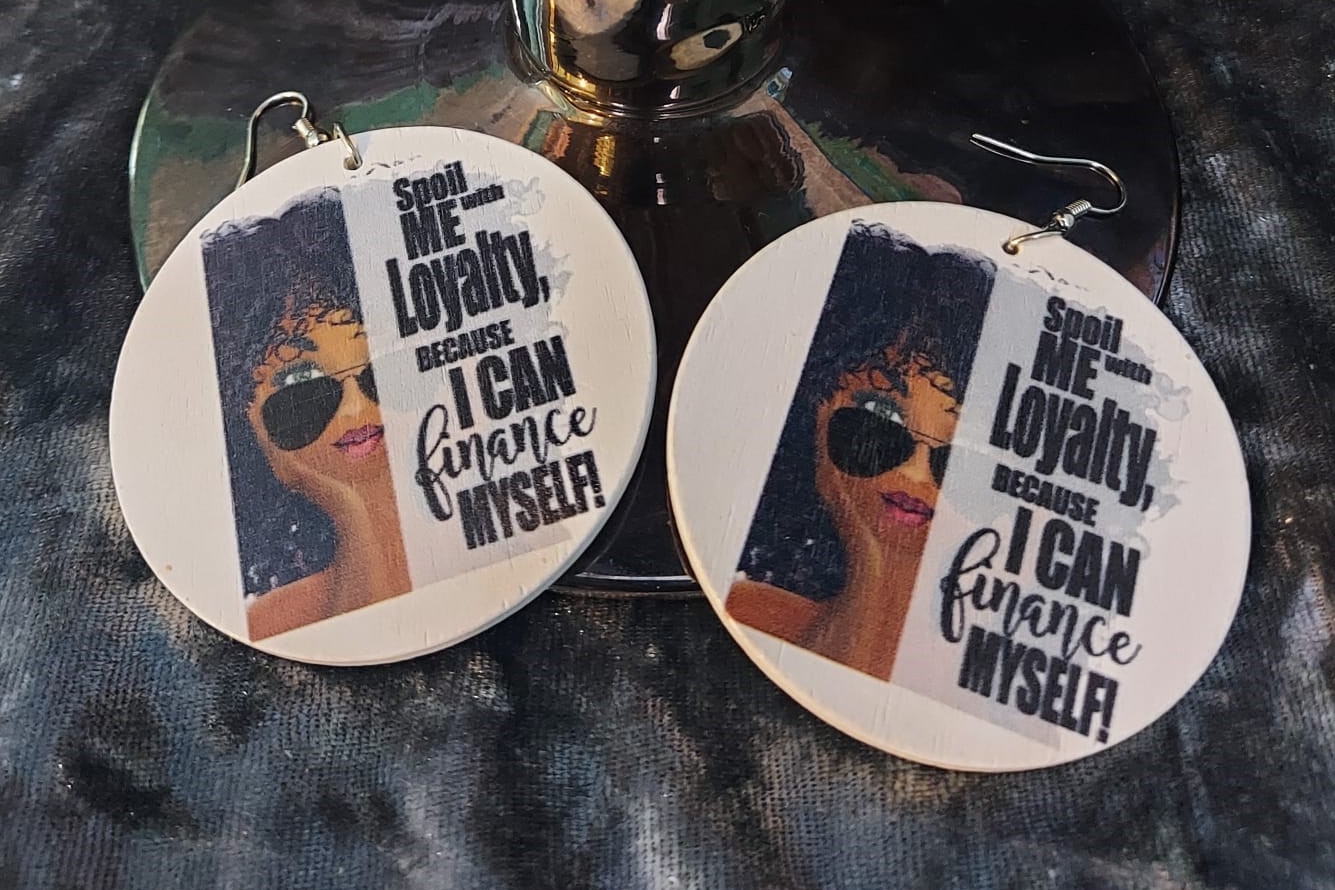 Spoil
ME with
Loyalty,
BECAUSE
I CAN
finance
MYSELF!
Spoil
ME with
Loyalty,
BECAUSE
I CAN
finance
MYSELF!